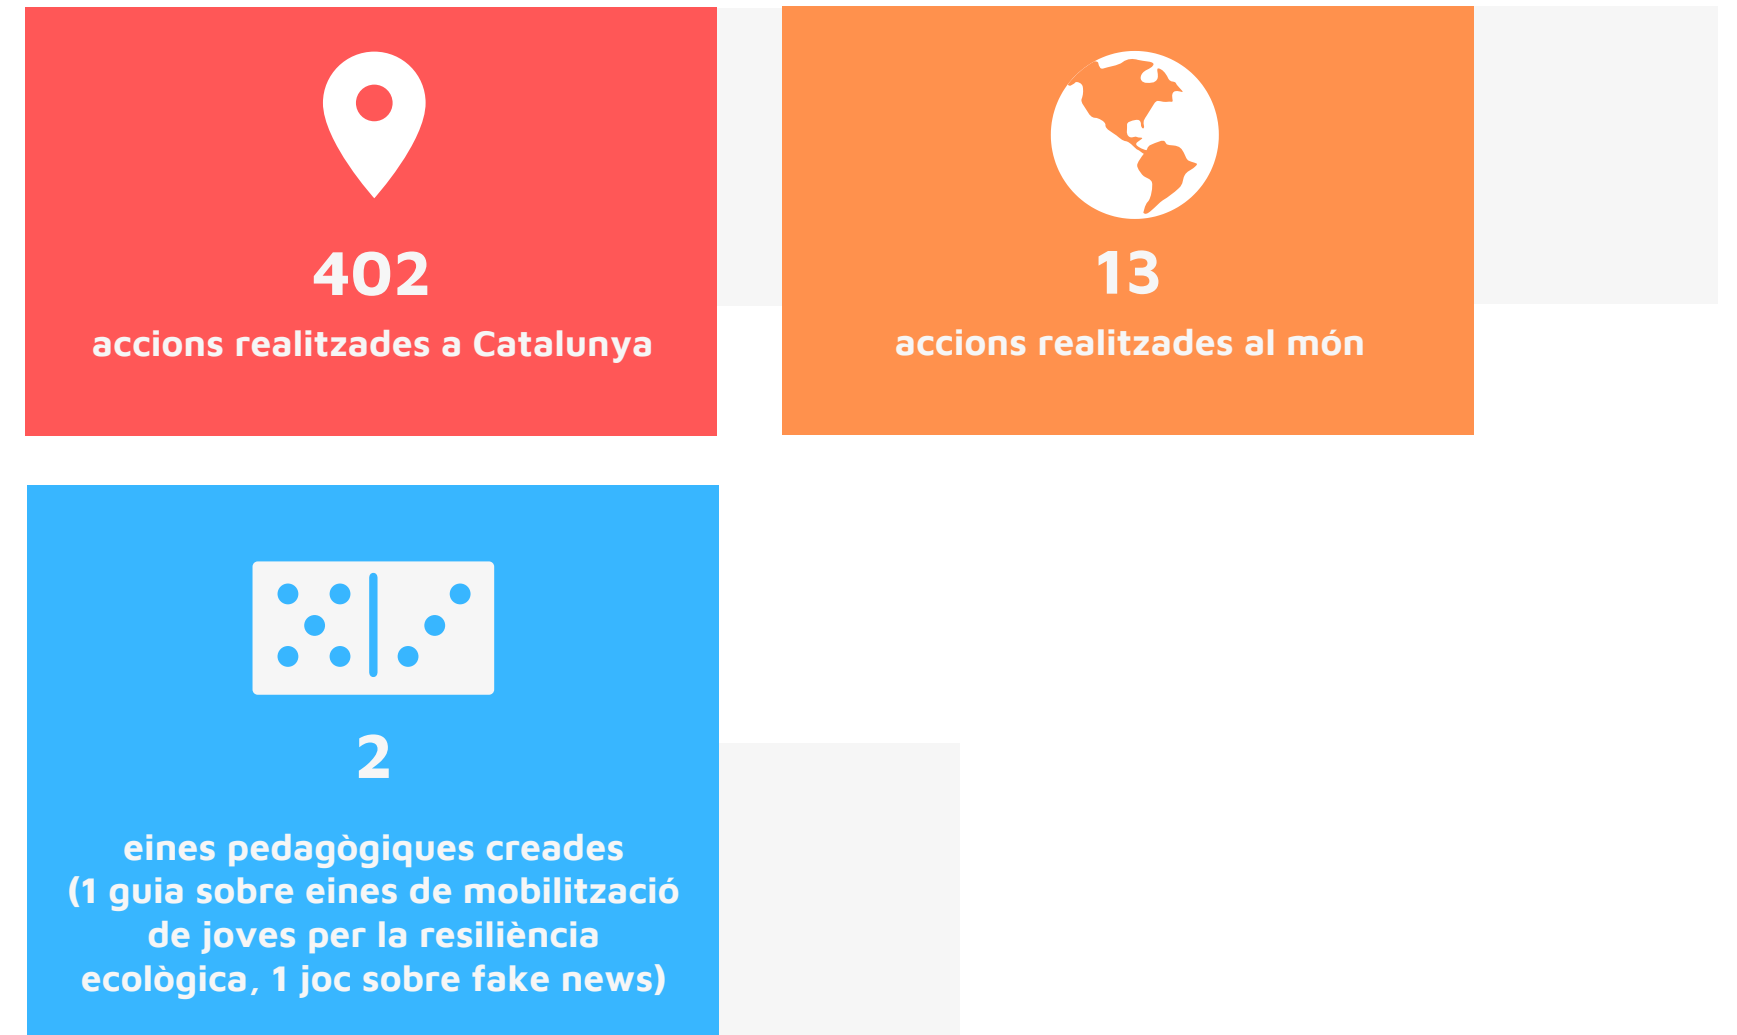 402
accions realitzades a Catalunya
13
accions realitzades al món
2
eines pedagògiques creades
(1 guia sobre eines de mobilització
de joves per la resiliència
ecològica, 1 joc sobre fake news)